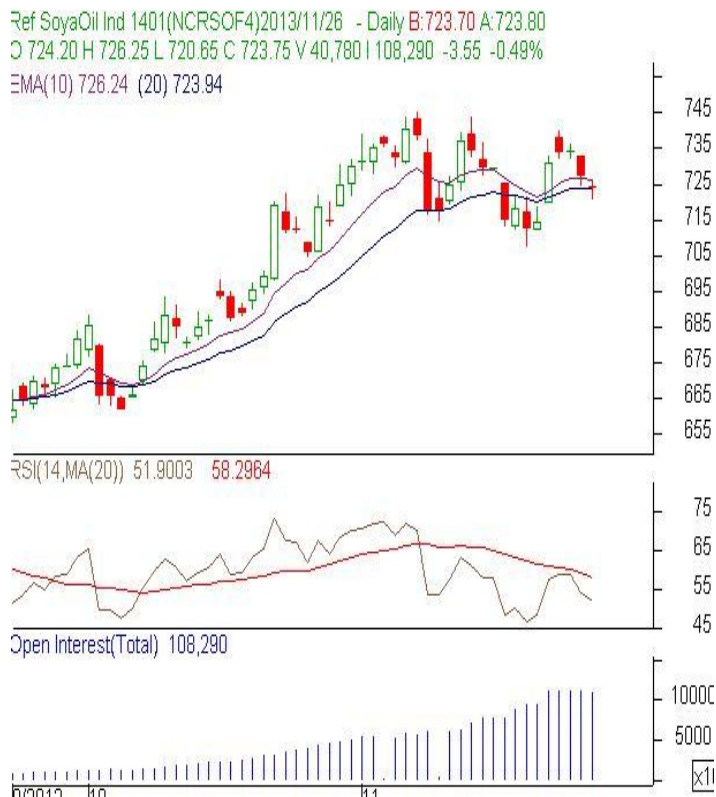 Ref SoyaOil Ind 1401(NCRSOF4)2013/11/26 - Daily B:723.70 A:723.80
O 724.20 H 726.25 L 720.65 C 723.75 V 40,780 I 108,290 -3.55 -0.49%
EMA(10) 726.24 (20) 723.94
745
735
725
715
705
695
685
675
665
655
RSI(14,MA(20)) 51.9003 58.2964
75
65
55
45
Open Interest(Total) 108,290
10000
5000
x10
9/2013 10 11